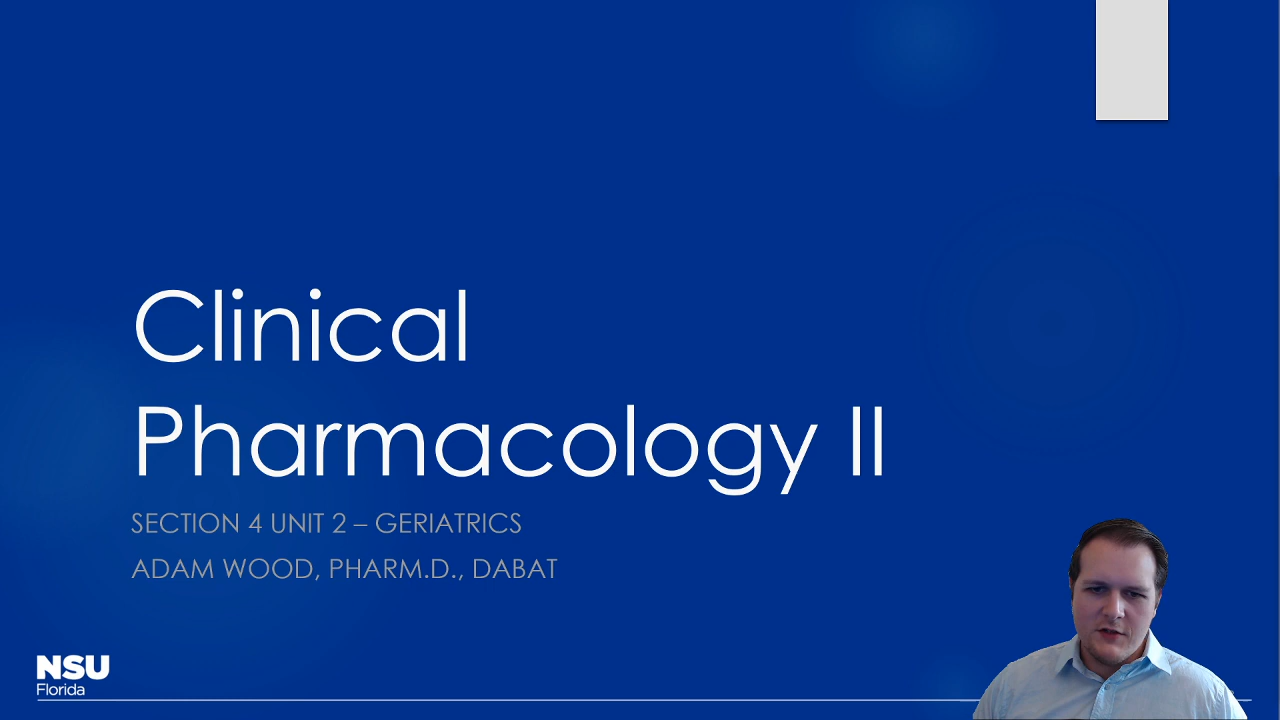 Clinical
Pharmacology II
SECTION 4 UNIT 2 – GERIATRICS
ADAM WOOD, PHARM.D., DABAT
NSU
Florida